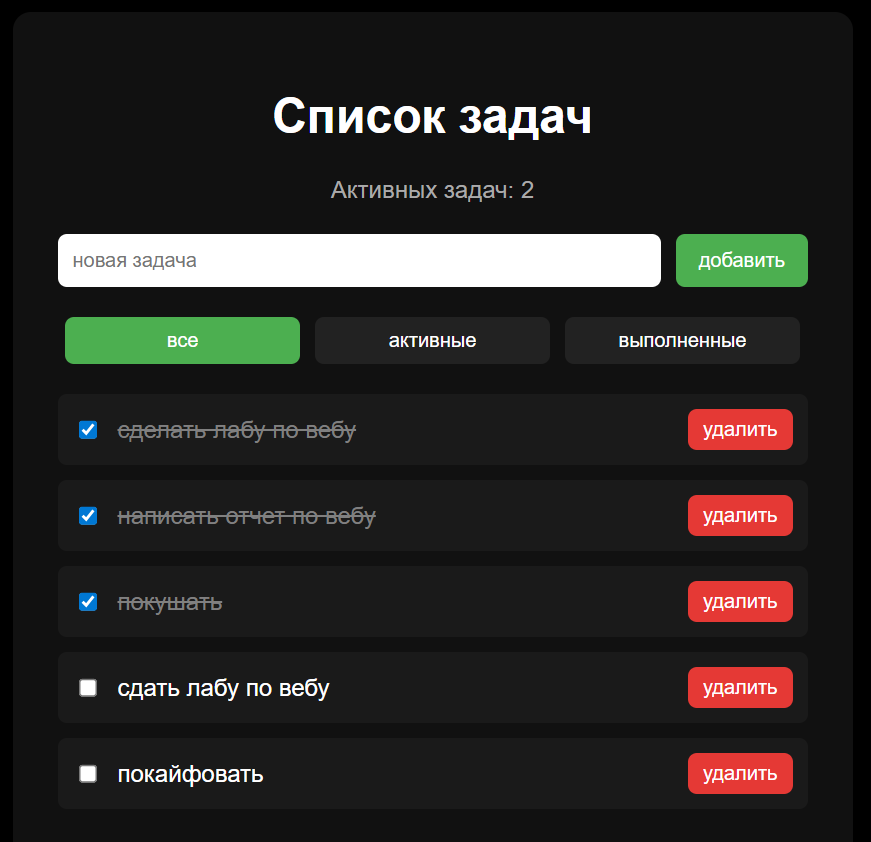 Список задач
Активных задач: 2
новая задача добавить
все активные выполненные
сделать лабу по вебу удалить
написать отчет по вебу удалить
покушать удалить
сдать лабу по вебу удалить
покайфовать удалить